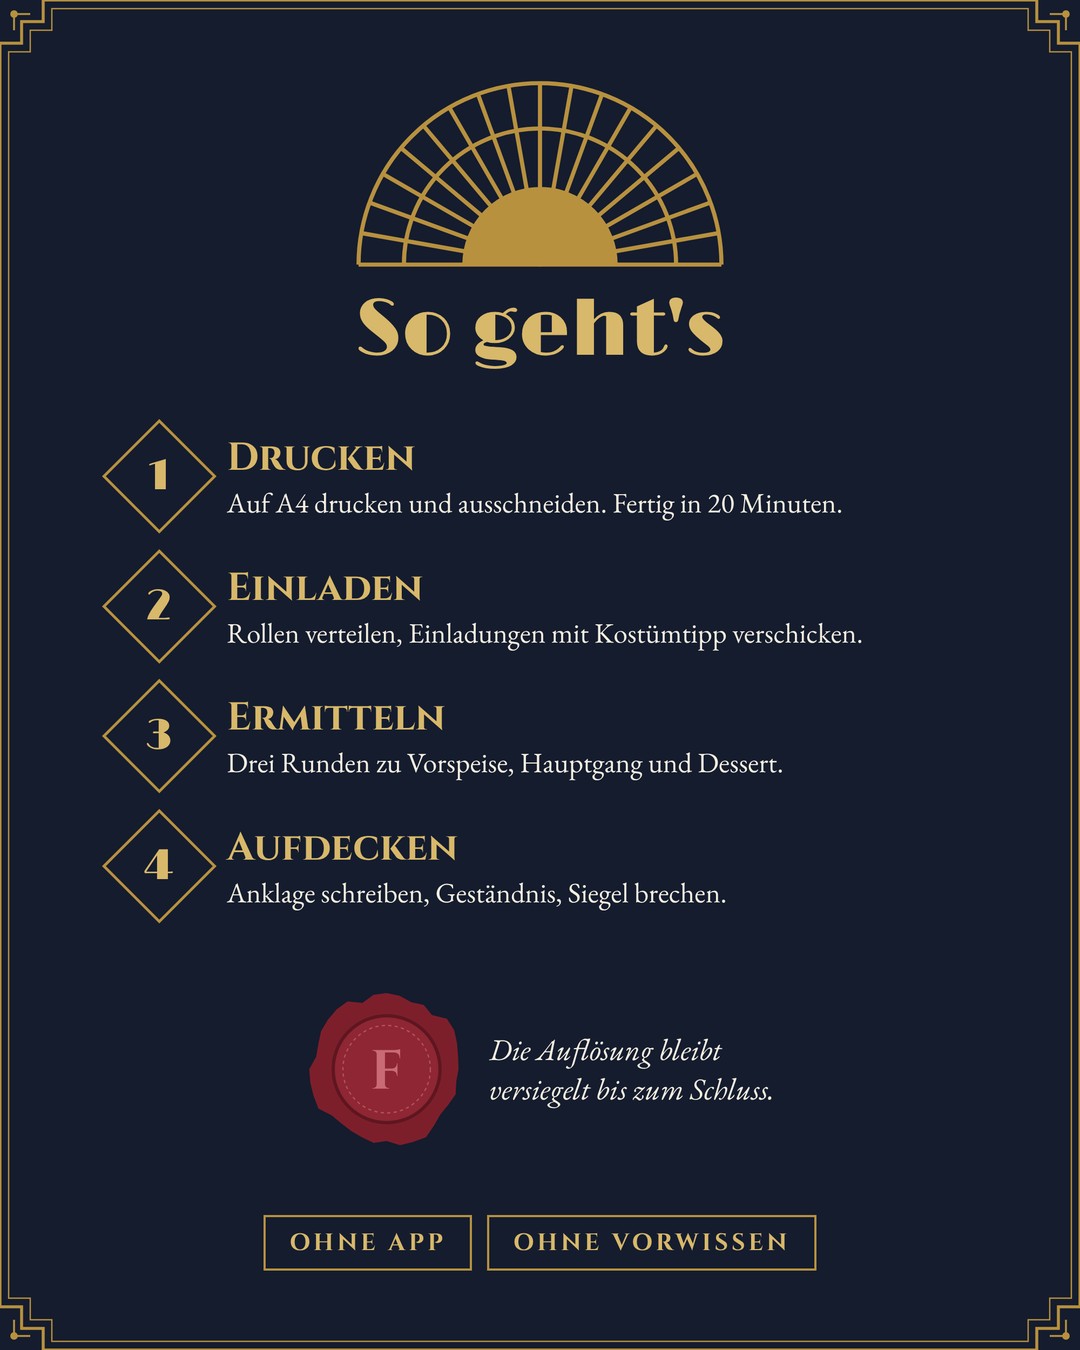 So geht's
1
Drucken
Auf A4 drucken und ausschneiden. Fertig in 20 Minuten.
2
Einladen
Rollen verteilen, Einladungen mit Kostümtipp verschicken.
3
Ermitteln
Drei Runden zu Vorspeise, Hauptgang und Dessert.
4
Aufdecken
Anklage schreiben, Geständnis, Siegel brechen.
F
Die Auflösung bleibt
versiegelt bis zum Schluss.
OHNE APP
OHNE VORWISSEN